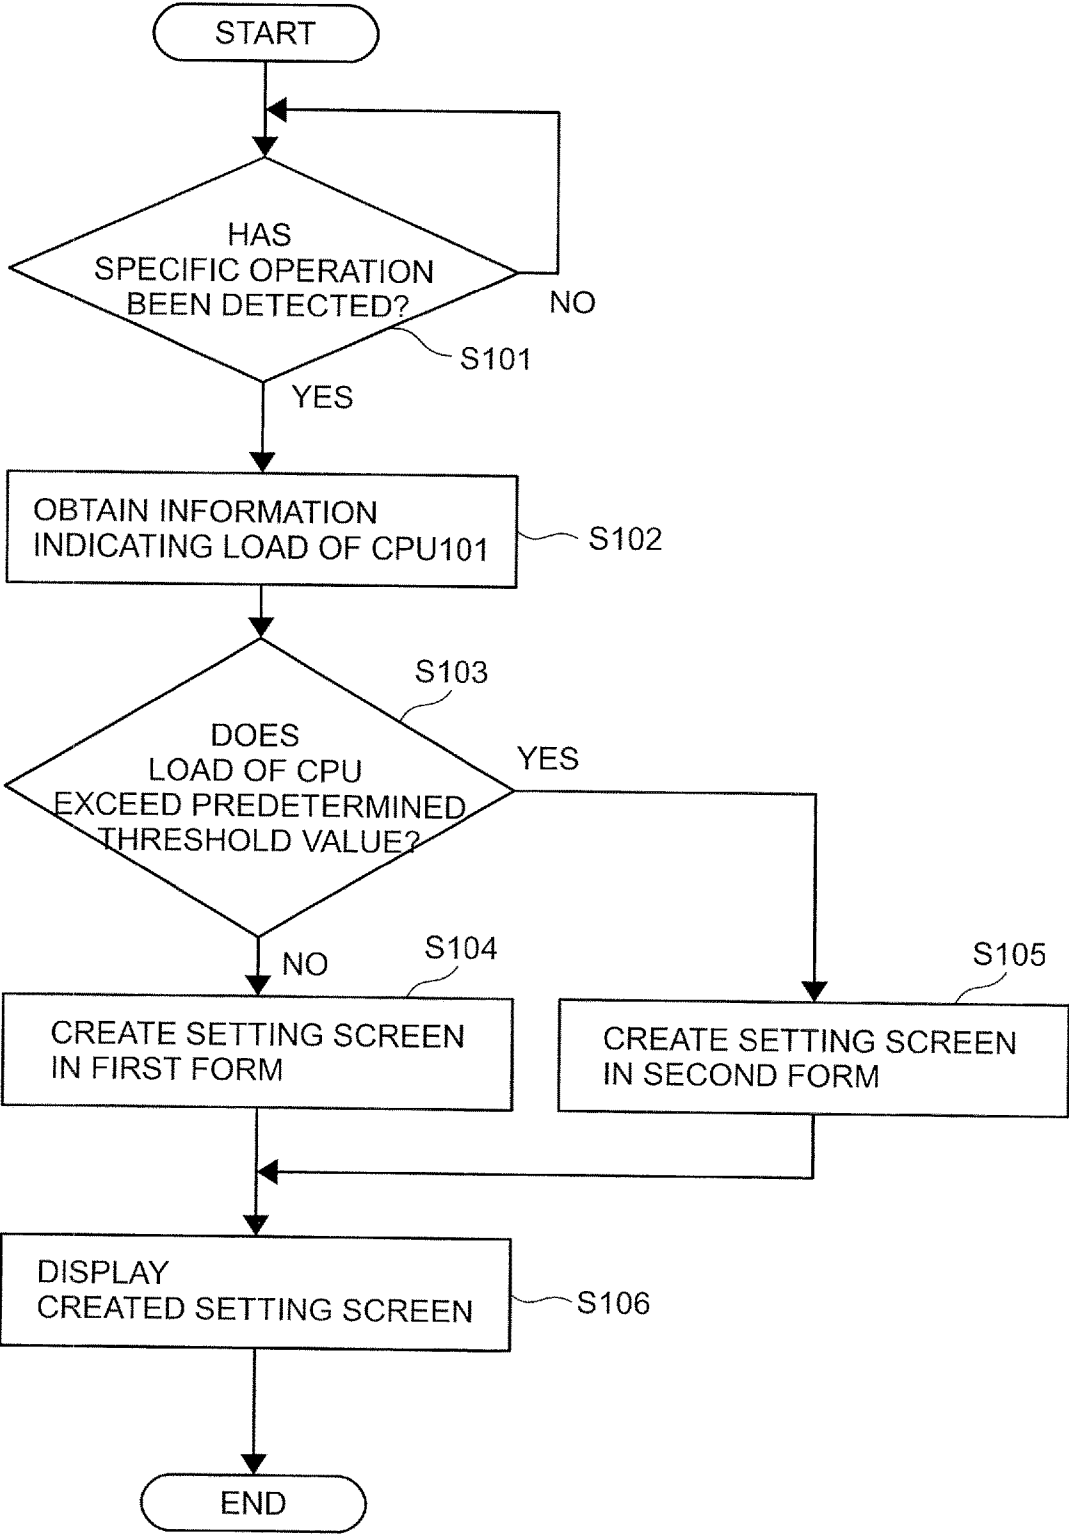 START
HAS
SPECIFIC OPERATION
BEEN DETECTED?
NO
S101
YES
OBTAIN INFORMATION
INDICATING LOAD OF CPU101
S102
S103
DOES
LOAD OF CPU
EXCEED PREDETERMINED
THRESHOLD VALUE?
YES
NO
S104
S105
CREATE SETTING SCREEN
IN FIRST FORM
CREATE SETTING SCREEN
IN SECOND FORM
DISPLAY
CREATED SETTING SCREEN
S106
END